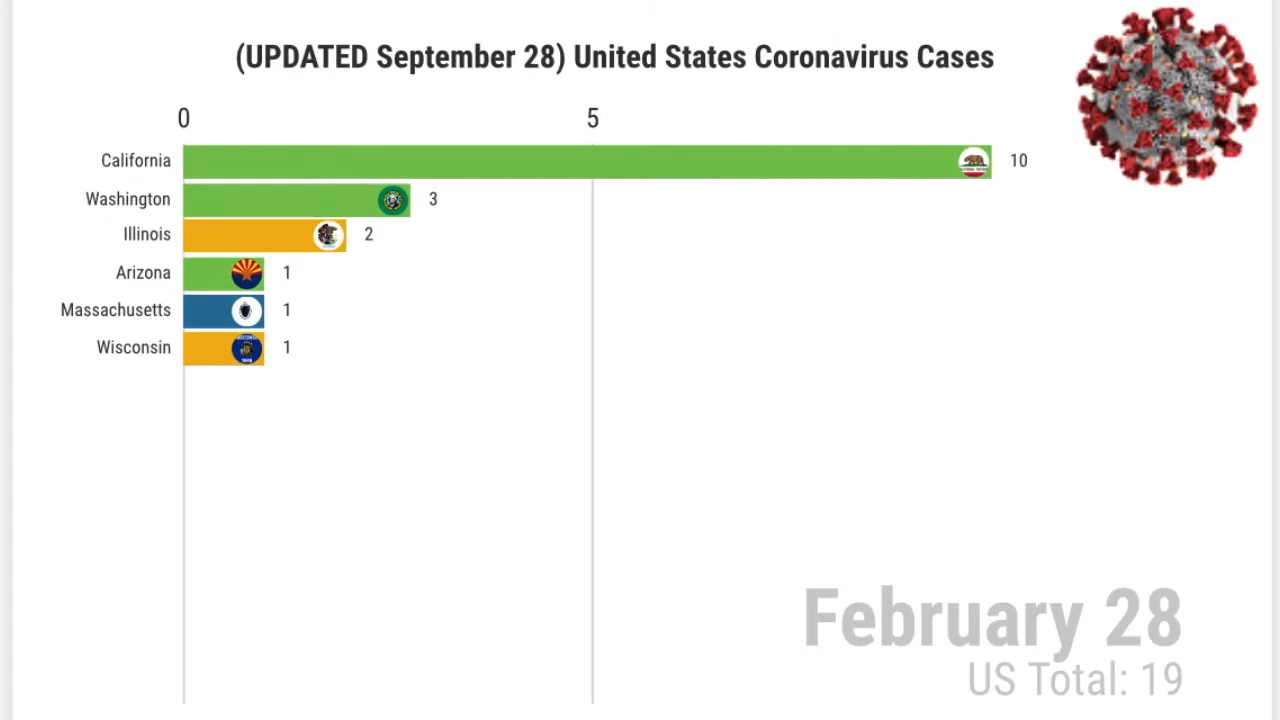 (UPDATED September 28) United States Coronavirus Cases
0 5
California 10
Washington 3
Illinois 2
Arizona 1
Massachusetts 1
Wisconsin 1
February 28
US Total: 19